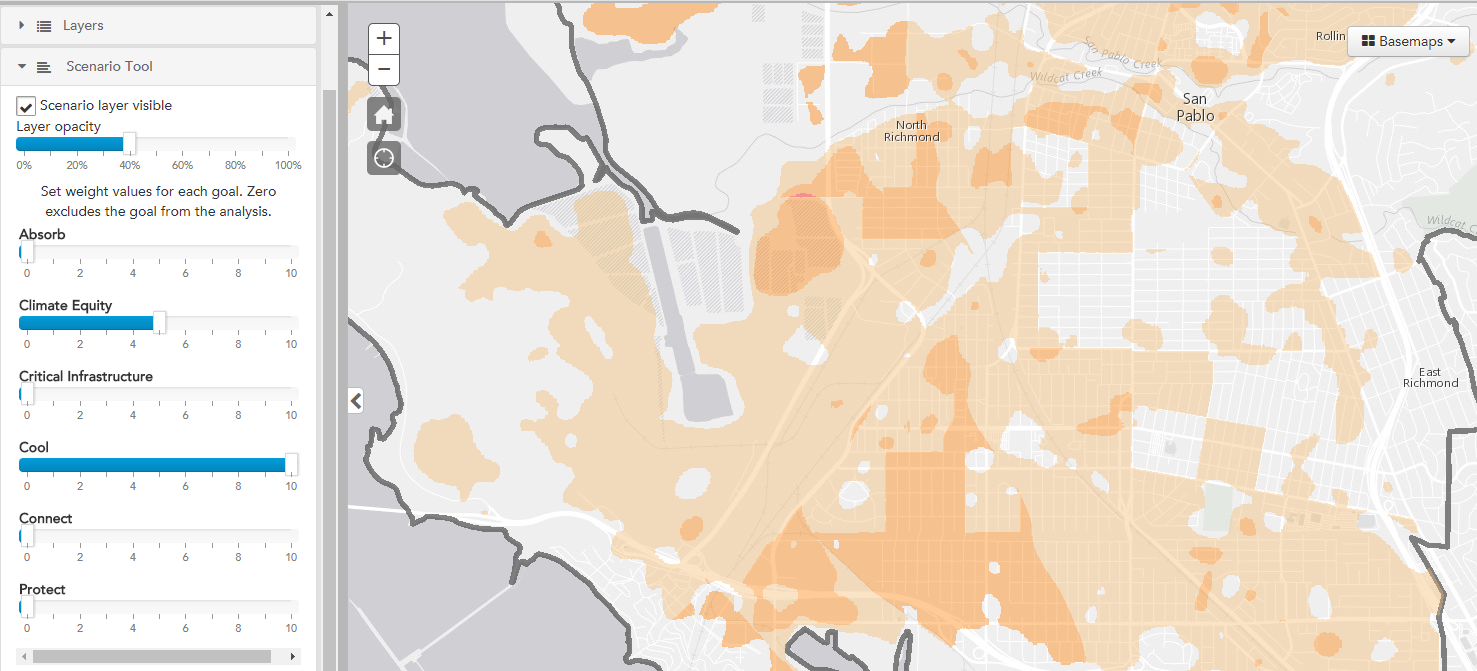 Layers
Scenario Tool
Scenario layer visible
Layer opacity
0% 20% 40% 60% 80% 100%
Set weight values for each goal. Zero
excludes the goal from the analysis.
Absorb
0 2 4 6 8 10
Climate Equity
0 2 4 6 8 10
Critical Infrastructure
0 2 4 6 8 10
Cool
0 2 4 6 8 10
Connect
0 2 4 6 8 10
Protect
0 2 4 6 8 10
+
−
Rollin
Basemaps
San Pablo Creek
Wildcat Creek
San
Pablo
North
Richmond
Wildcat C
East
Richmond